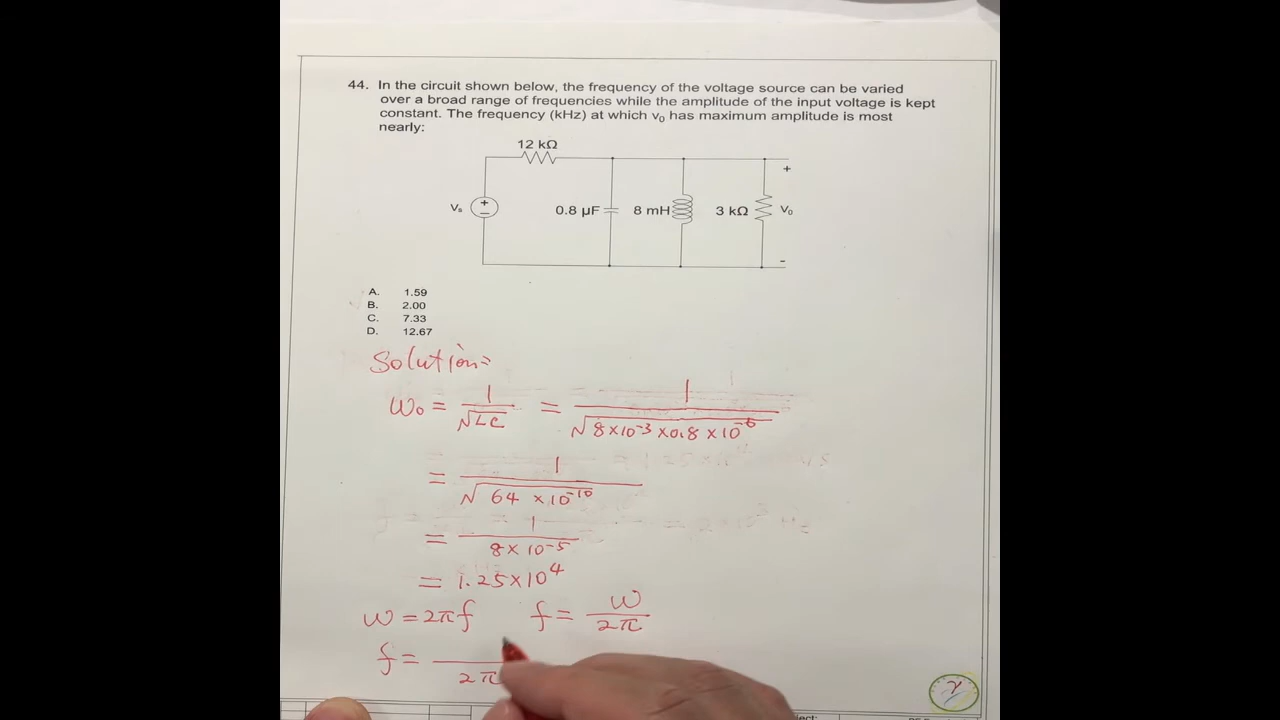 44. In the circuit shown below, the frequency of the voltage source can be varied
over a broad range of frequencies while the amplitude of the input voltage is kept
constant. The frequency (kHz) at which v₀ has maximum amplitude is most
nearly:
12 kΩ
+
Vs + − 0.8 µF 8 mH 3 kΩ V₀
-
A. 1.59
B. 2.00
C. 7.33
D. 12.67
Solution=
ω₀ = 1/√LC = 1/√8×10⁻³×0.8×10⁻⁶
= 1/√64×10⁻¹⁰
= 1/8×10⁻⁵
= 1.25×10⁴
ω = 2πf f = ω/2π
f = /2π